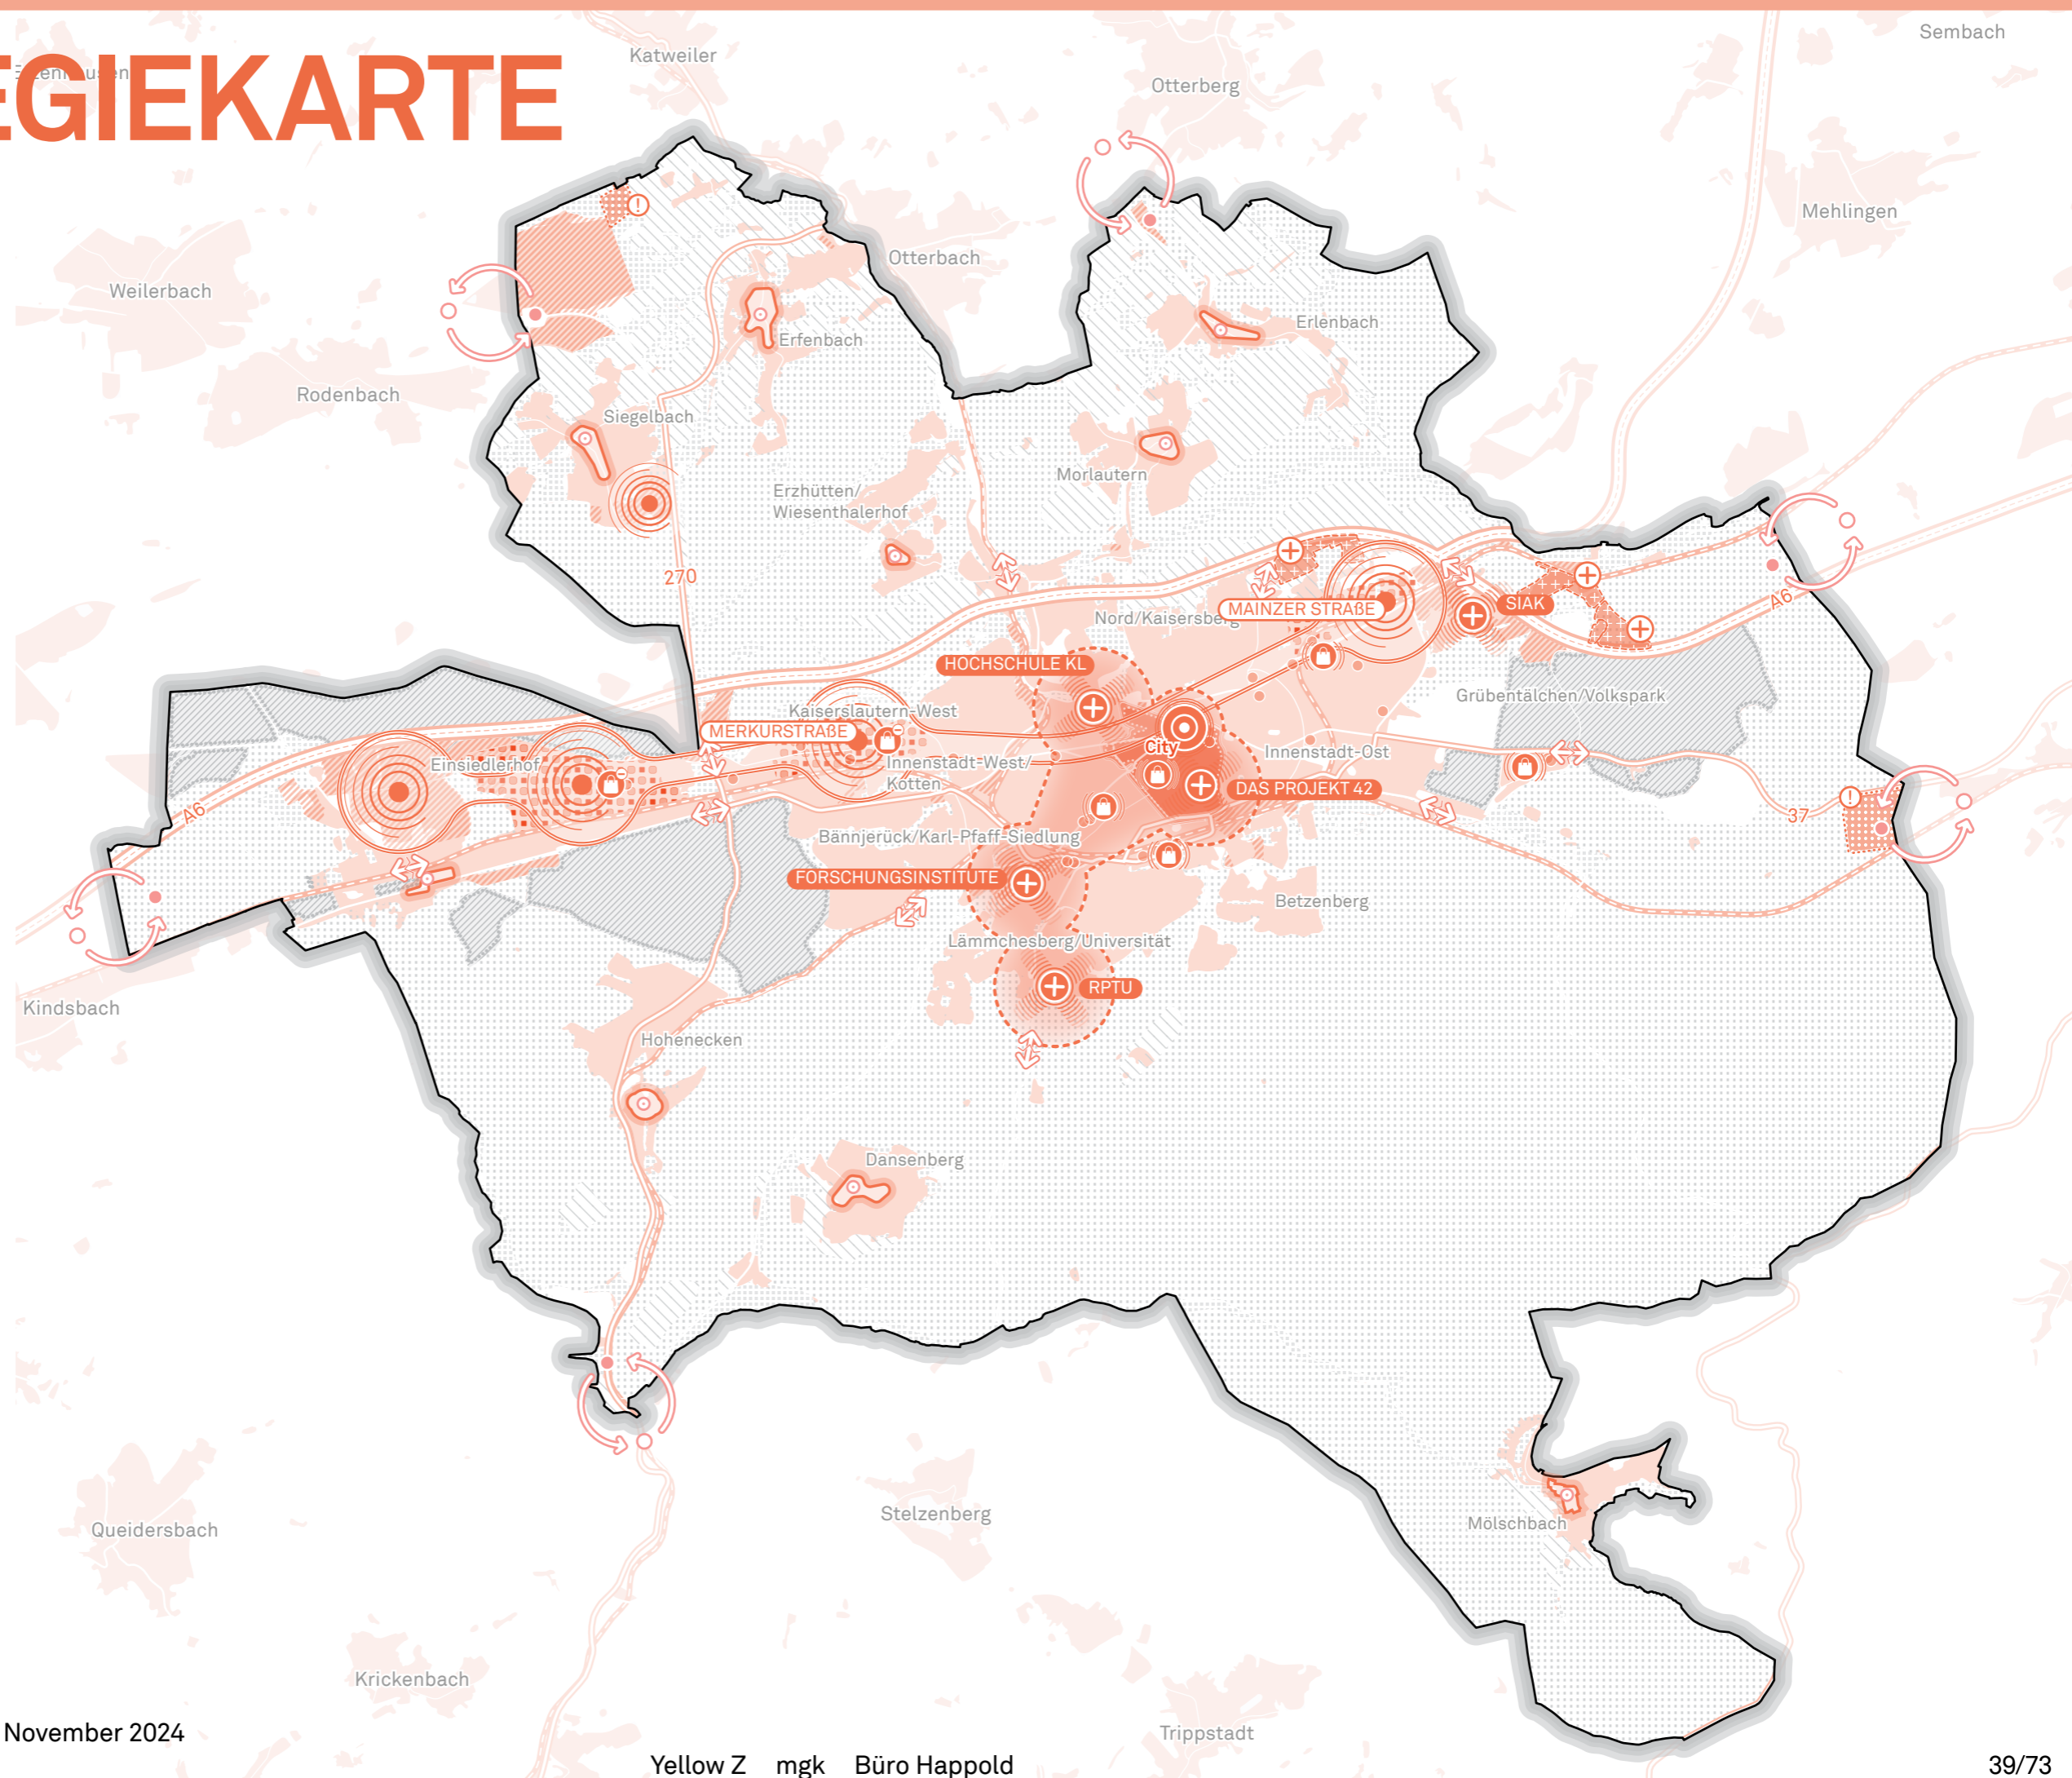 Sembach
Katweiler
EGIEKARTE
Otterberg
Mehlingen
Otterbach
Weilerbach
Erlenbach
Erfenbach
Rodenbach
Siegelbach
Morlautern
Erzhütten/
Wiesenthalerhof
270
A6
SIAK
MAINZER STRAßE
Nord/Kaisersberg
HOCHSCHULE KL
Grübentälchen/Volkspark
Kaiserslautern-West
MERKURSTRAßE
City
Innenstadt-Ost
Einsiedlerhof
Innenstadt-West/
Kotten
DAS PROJEKT 42
A6
37
Bännjerück/Karl-Pfaff-Siedlung
FORSCHUNGSINSTITUTE
Betzenberg
Lämmchesberg/Universität
RPTU
Kindsbach
Hohenecken
Dansenberg
Stelzenberg
Mölschbach
Queidersbach
Krickenbach
Trippstadt
November 2024
Yellow Z mgk Büro Happold
39/73